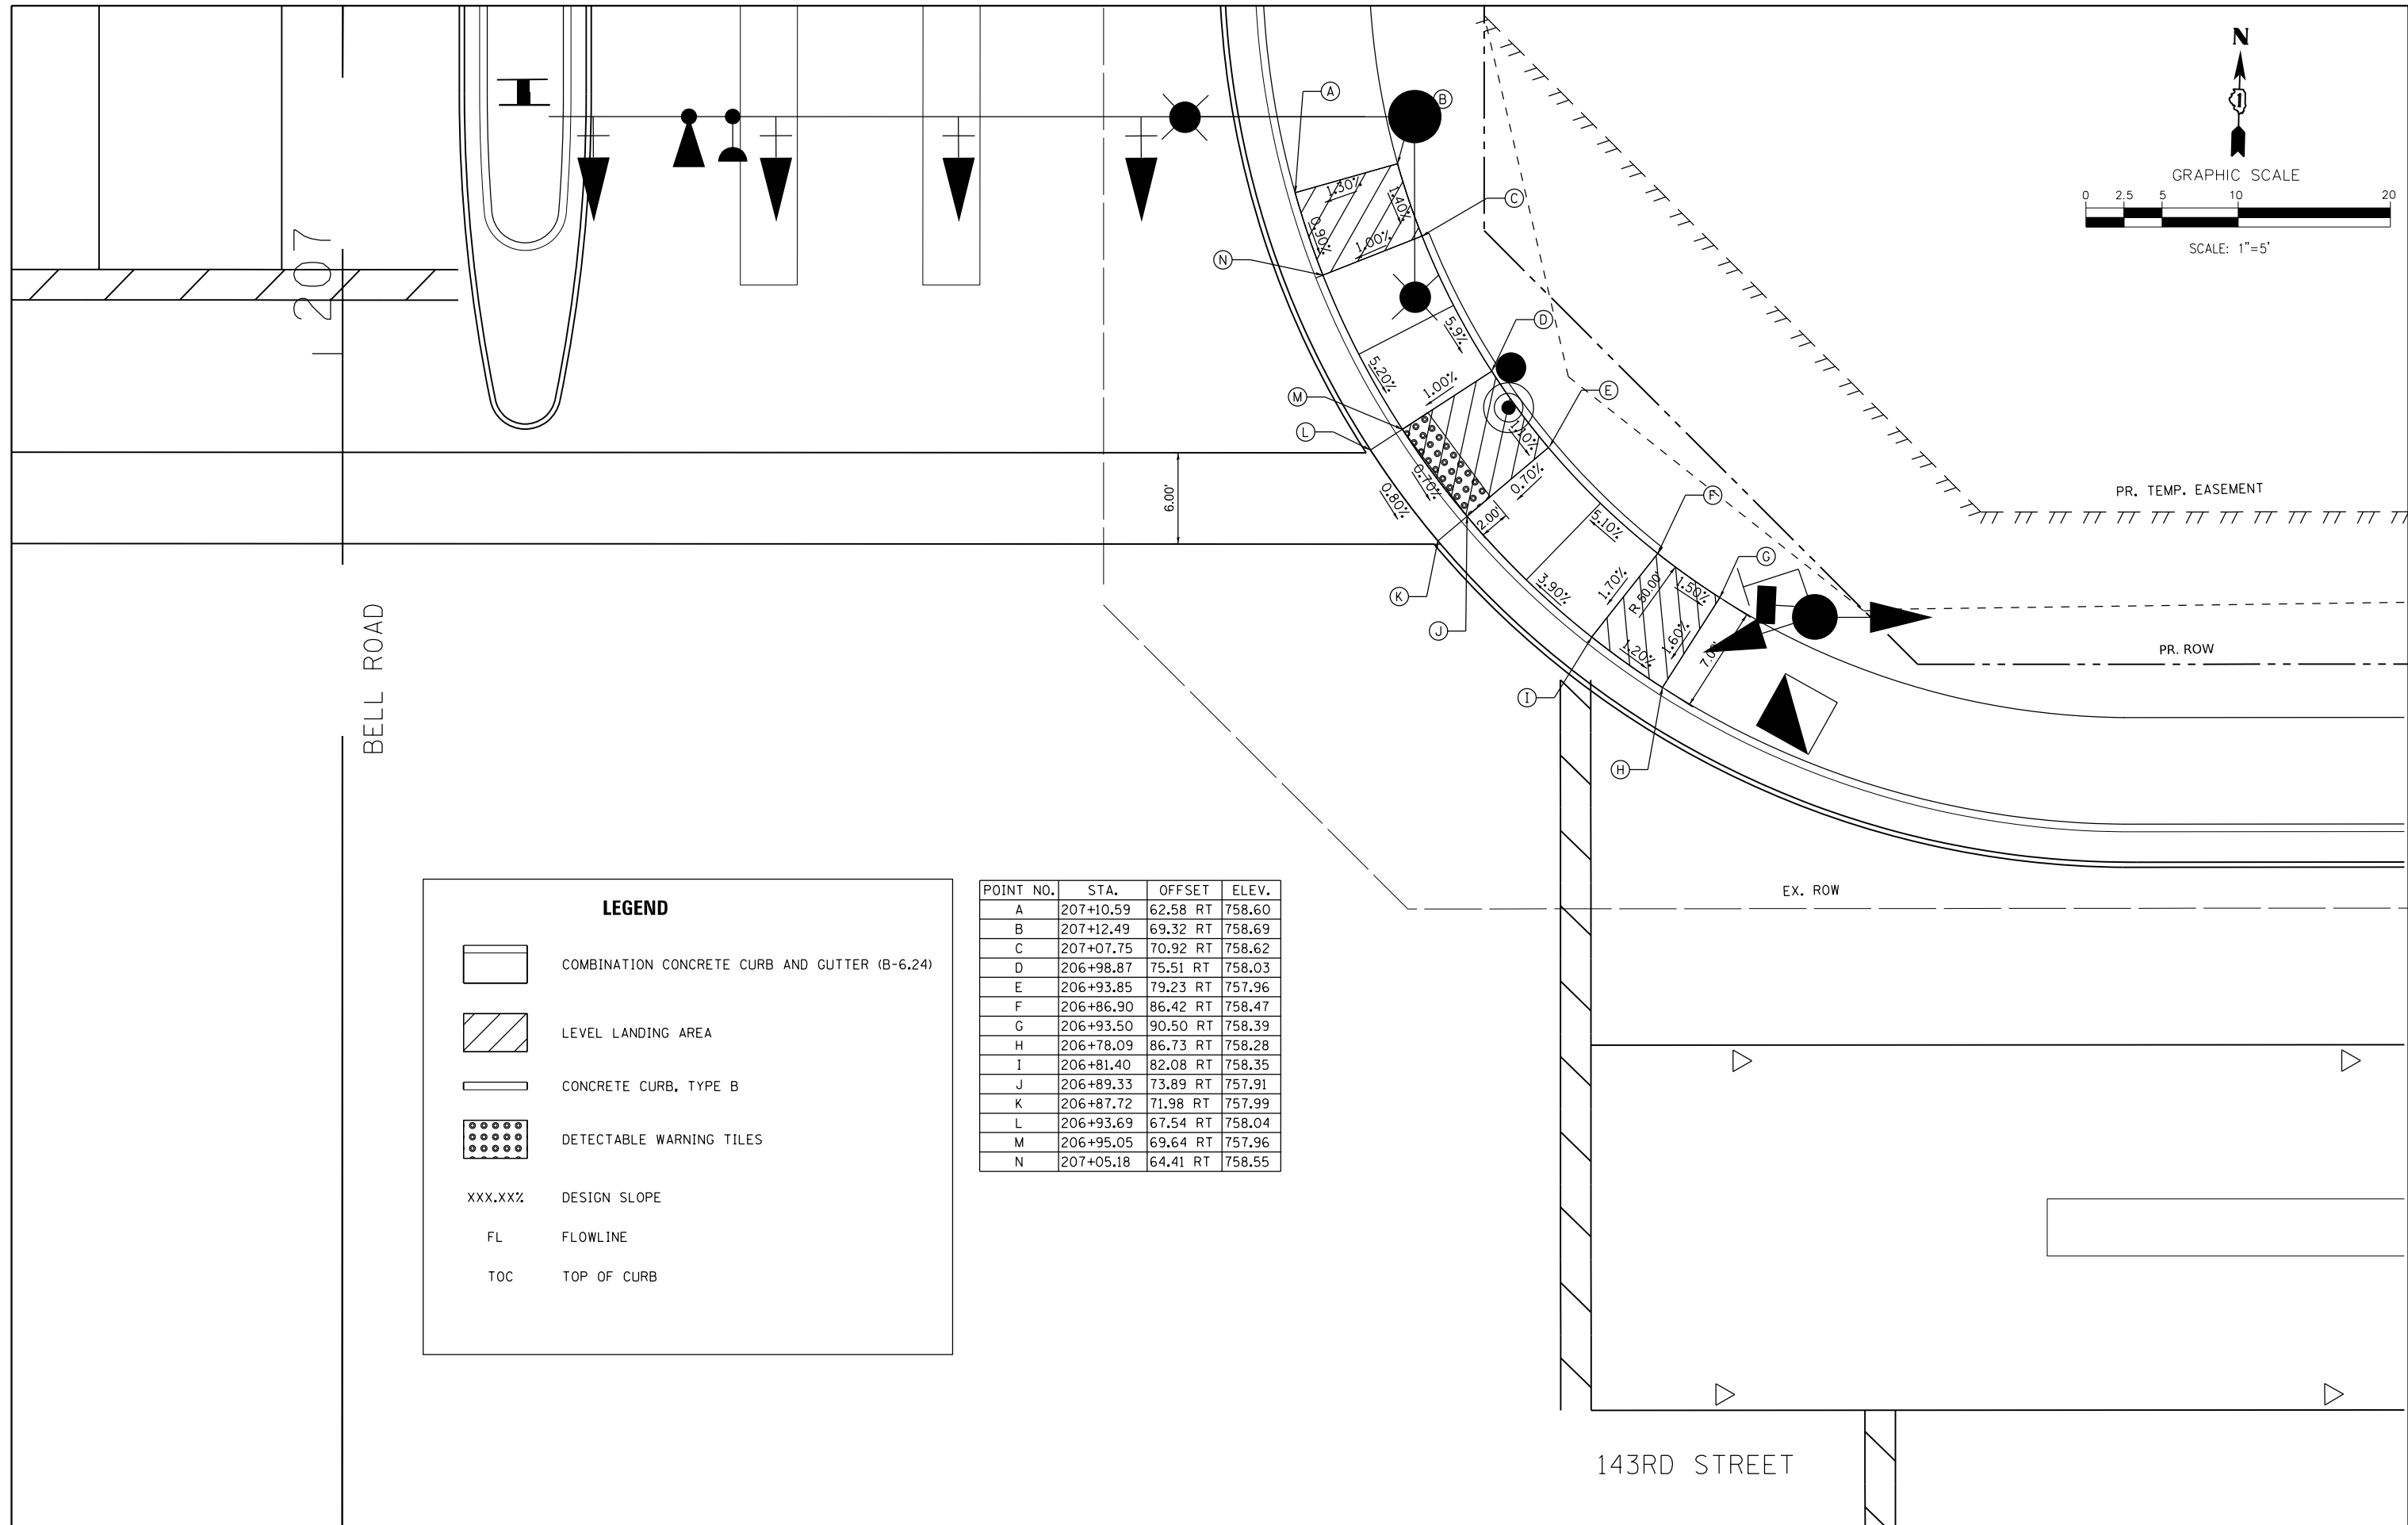 N
1
GRAPHIC SCALE
0 2.5 5 10 20
SCALE: 1"=5'
A
B
1.30%
1.40%
C
0.90%
1.00%
N
207
D
5.9%
5.20%
1.00%
M
E
L
1.10%
0.70%
0.70%
0.80%
6.00'
2.00'
F
5.10%
PR. TEMP. EASEMENT
G
K
3.90%
1.70%
R 50.00'
1.50%
J
1.20%
1.60%
PR. ROW
BELL ROAD
I
H
EX. ROW
LEGEND
COMBINATION CONCRETE CURB AND GUTTER (B-6.24)
LEVEL LANDING AREA
CONCRETE CURB, TYPE B
DETECTABLE WARNING TILES
XXX.XX% DESIGN SLOPE
FL FLOWLINE
TOC TOP OF CURB
POINT NO. STA. OFFSET ELEV.
A 207+10.59 62.58 RT 758.60
B 207+12.49 69.32 RT 758.69
C 207+07.75 70.92 RT 758.62
D 206+98.87 75.51 RT 758.03
E 206+93.85 79.23 RT 757.96
F 206+86.90 86.42 RT 758.47
G 206+93.50 90.50 RT 758.39
H 206+78.09 86.73 RT 758.28
I 206+81.40 82.08 RT 758.35
J 206+89.33 73.89 RT 757.91
K 206+87.72 71.98 RT 757.99
L 206+93.69 67.54 RT 758.04
M 206+95.05 69.64 RT 757.96
N 207+05.18 64.41 RT 758.55
143RD STREET